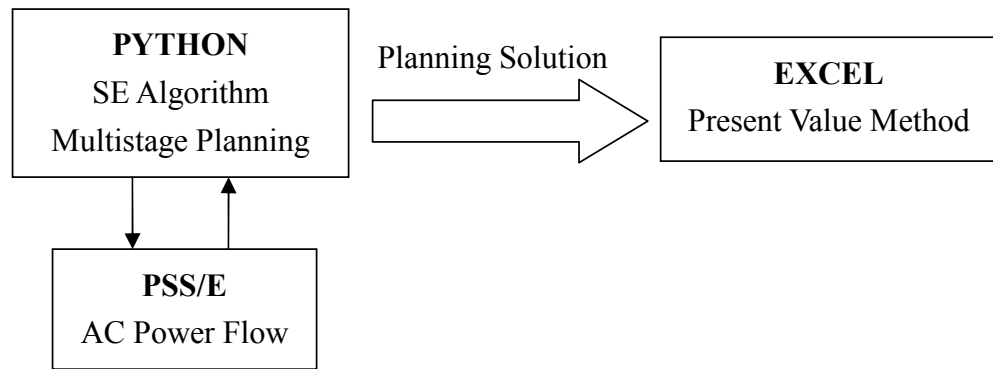 PYTHON
SE Algorithm
Multistage Planning
Planning Solution
EXCEL
Present Value Method
PSS/E
AC Power Flow